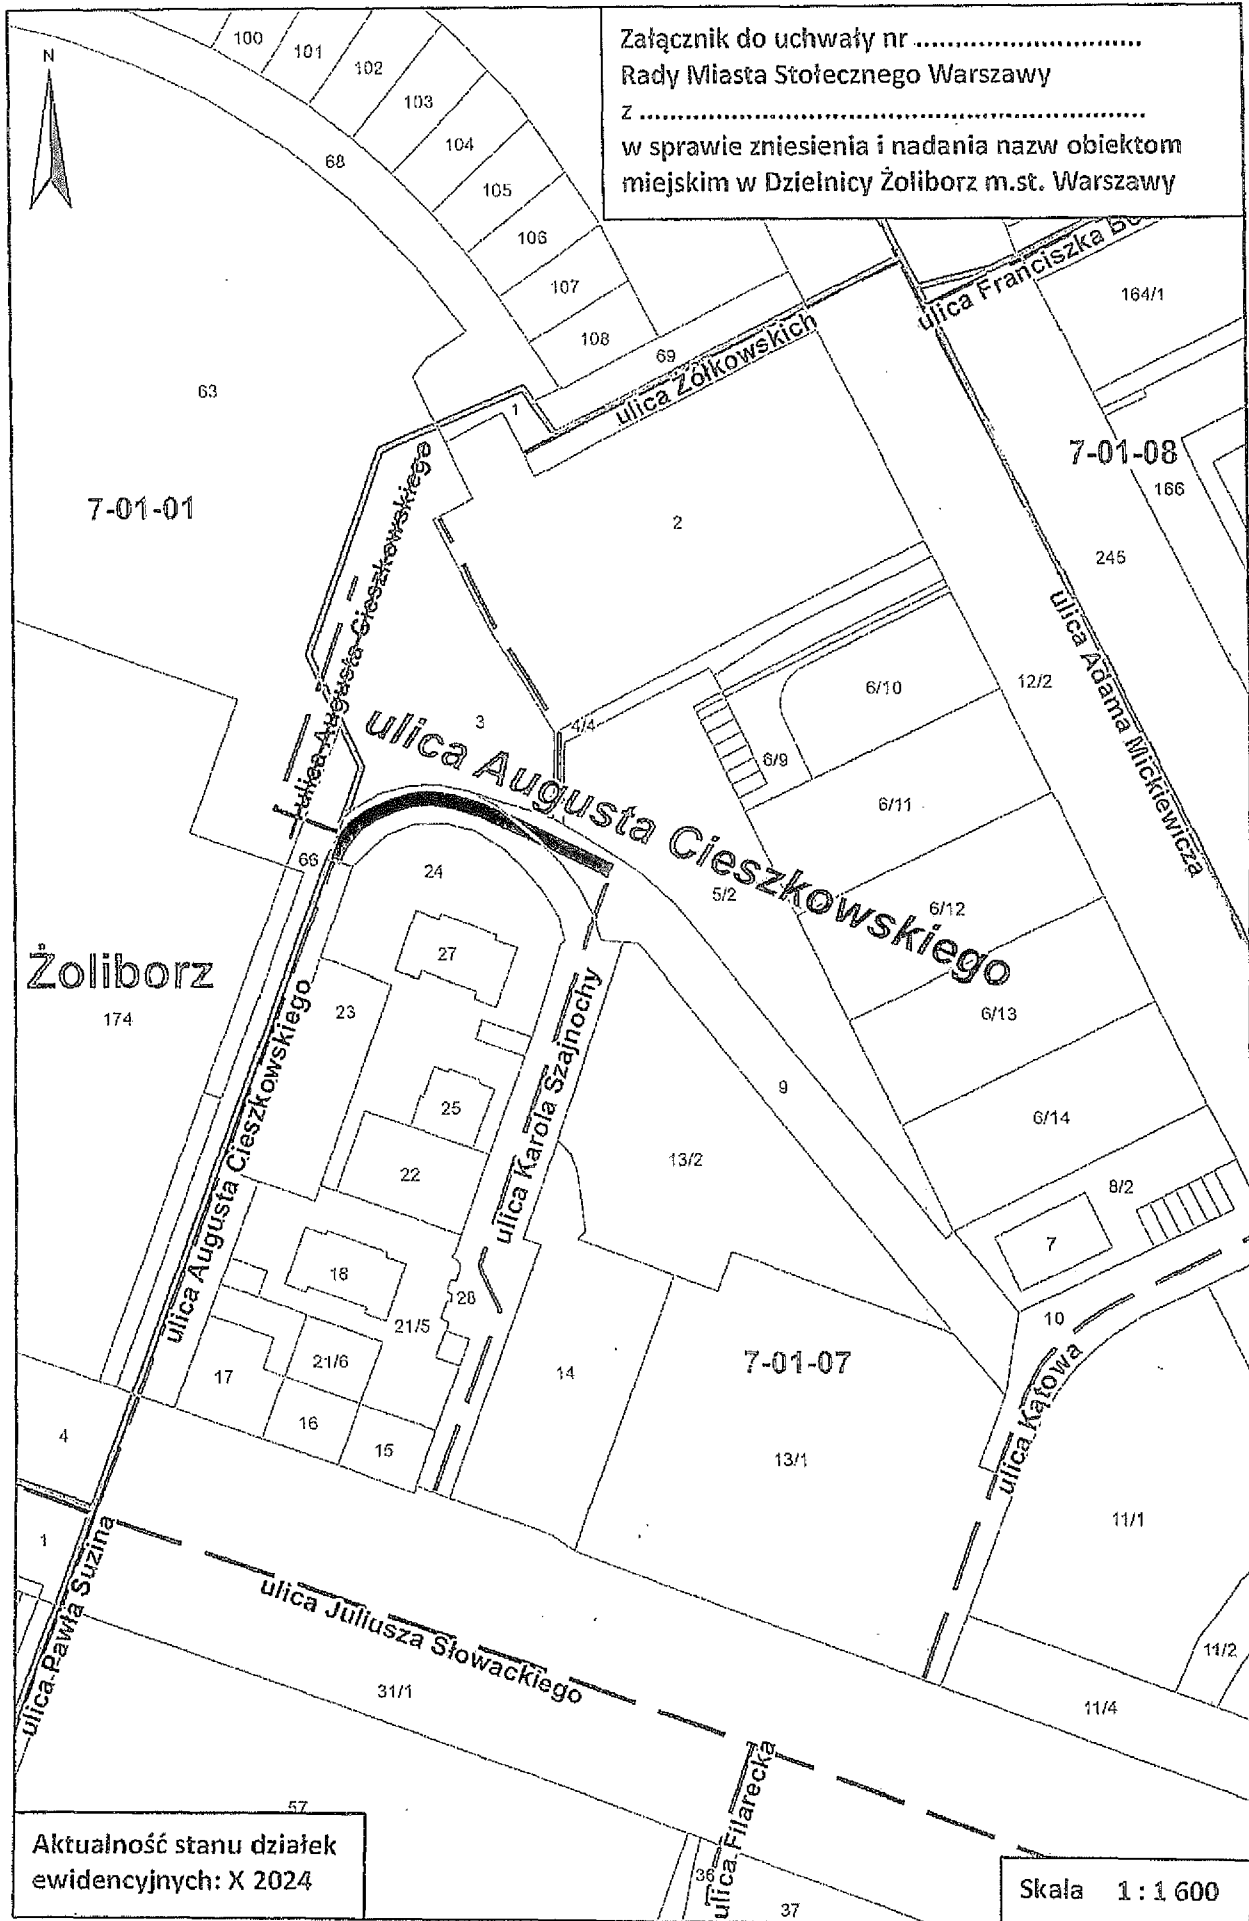 N
Załącznik do uchwały nr ..............................
Rady Miasta Stołecznego Warszawy
z ....................................................................
w sprawie zniesienia i nadania nazw obiektom
miejskim w Dzielnicy Żoliborz m.st. Warszawy
100
101
102
103
104
105
106
107
108
68
69
63
164/1
ulica Franciszka
ulica Żółkowskich
1
7-01-01
7-01-08
166
2
246
ulica Augusta Cieszkowskiego
ulica Adama Mickiewicza
12/2
6/10
3
4/4
6/9
6/11
ulica Augusta Cieszkowskiego
5/2
6/12
66
24
27
Żoliborz
174
23
6/13
ulica Karola Szajnochy
9
25
6/14
22
13/2
ulica Augusta Cieszkowskiego
8/2
7
18
28
10
21/5
21/6
17
14
7-01-07
ulica Kątowa
16
15
4
13/1
11/1
1
ulica Pawła Suzina
ulica Juliusza Słowackiego
31/1
11/2
11/4
57
ulica Filarecka
36
37
Aktualność stanu działek
ewidencyjnych: X 2024
Skala 1 : 1 600